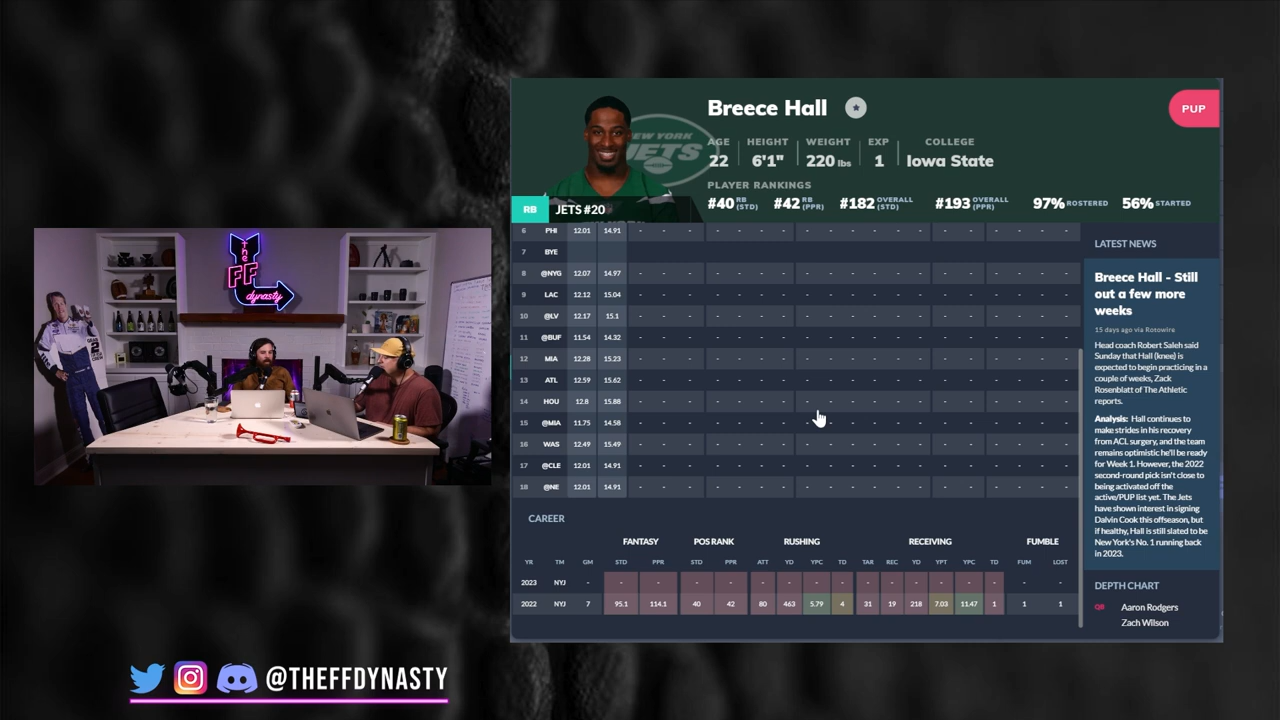 the
FF
dynasty
@THEFFDYNASTY
Breece Hall
PUP
NEW YORK
JETS
AGE HEIGHT WEIGHT EXP COLLEGE
22 6'1" 220 lbs 1 Iowa State
PLAYER RANKINGS
#40 RB (STD) #42 RB (PPR) #182 OVERALL (STD) #193 OVERALL (PPR) 97% ROSTERED 56% STARTED
RB JETS #20
6 PHI 12.01 14.91 - - - - - - - - - - - - - - - - - - -
7 BYE
8 @NYG 12.07 14.97 - - - - - - - - - - - - - - - - - - -
9 LAC 12.12 15.04 - - - - - - - - - - - - - - - - - - -
10 @LV 12.17 15.1 - - - - - - - - - - - - - - - - - - -
11 @BUF 11.54 14.32 - - - - - - - - - - - - - - - - - - -
12 MIA 12.28 15.23 - - - - - - - - - - - - - - - - - - -
13 ATL 12.59 15.62 - - - - - - - - - - - - - - - - - - -
14 HOU 12.8 15.88 - - - - - - - - - - - - - - - - - - -
15 @MIA 11.75 14.58 - - - - - - - - - - - - - - - - - - -
16 WAS 12.49 15.49 - - - - - - - - - - - - - - - - - - -
17 @CLE 12.01 14.91 - - - - - - - - - - - - - - - - - - -
18 @NE 12.01 14.91 - - - - - - - - - - - - - - - - - - -
CAREER
FANTASY POS RANK RUSHING RECEIVING FUMBLE
YR TM GM STD PPR STD PPR ATT YD YPC TD TAR REC YD YPT YPC TD FUM LOST
2023 NYJ - - - - - - - - - - - - - - - - -
2022 NYJ 7 95.1 114.1 40 42 80 463 5.79 4 31 19 218 7.03 11.47 1 1 1
LATEST NEWS
Breece Hall - Still
out a few more
weeks
15 days ago via Rotowire
Head coach Robert Saleh said
Sunday that Hall (knee) is
expected to begin practicing in a
couple of weeks, Zack
Rosenblatt of The Athletic
reports.
Analysis: Hall continues to
make strides in his recovery
from ACL surgery, and the team
remains optimistic he'll be ready
for Week 1. However, the 2022
second-round pick isn't close to
being activated off the
active/PUP list yet. The Jets
have shown interest in signing
Dalvin Cook this offseason, but
if healthy, Hall is still slated to be
New York's No. 1 running back
in 2023.
DEPTH CHART
QB Aaron Rodgers
Zach Wilson